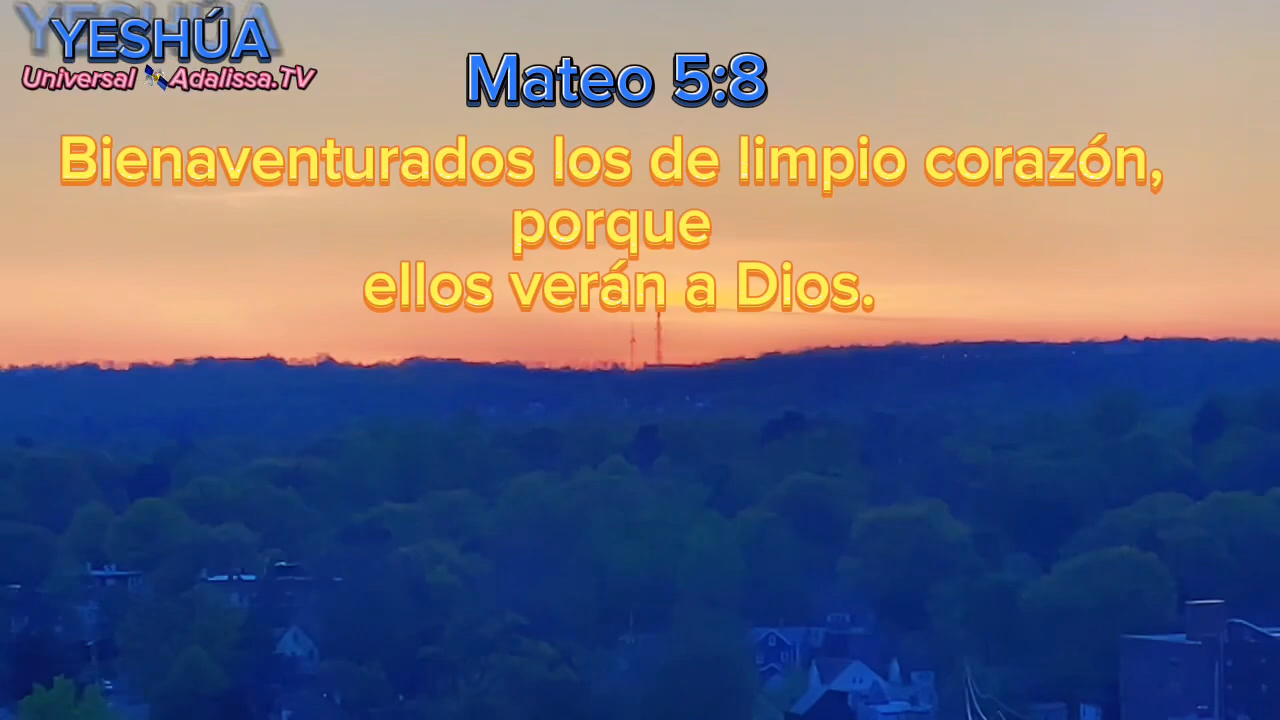 YESHÚA
Universal 🛰️Adalissa.TV
Mateo 5:8
Bienaventurados los de limpio corazón,
porque
ellos verán a Dios.